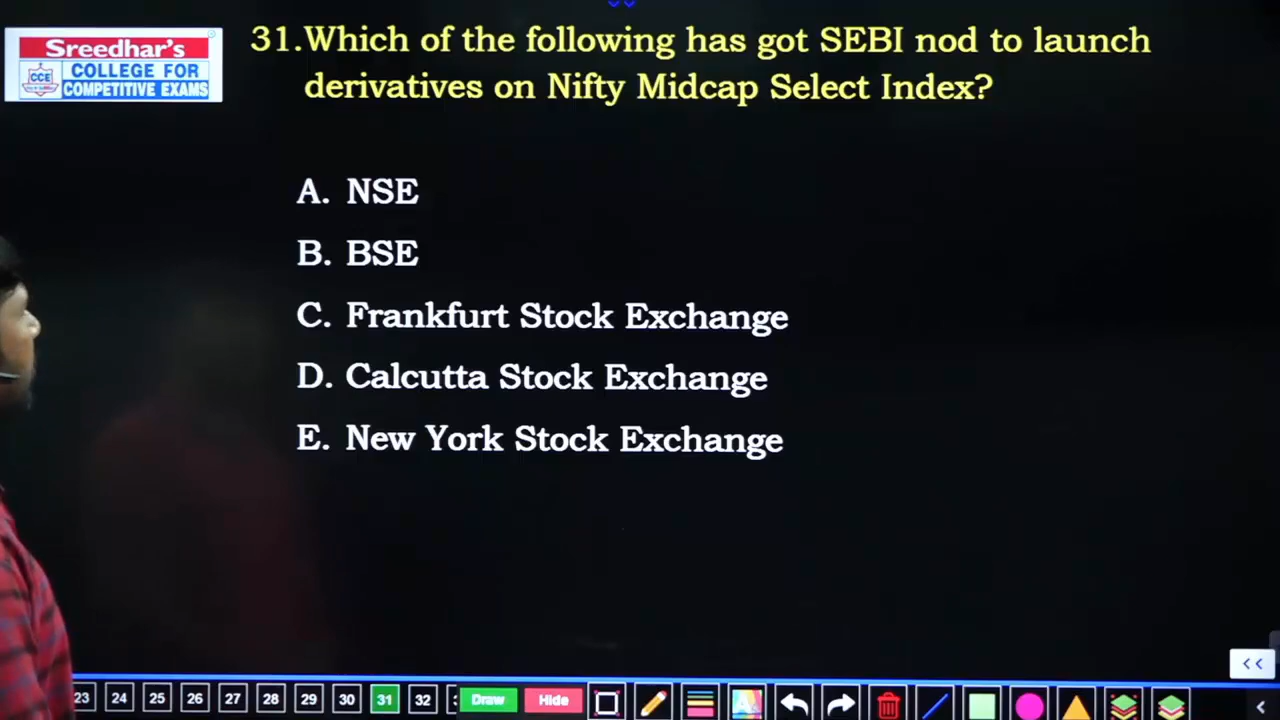 Sreedhar's
CCE
COLLEGE FOR
COMPETITIVE EXAMS
31.Which of the following has got SEBI nod to launch
derivatives on Nifty Midcap Select Index?
A. NSE
B. BSE
C. Frankfurt Stock Exchange
D. Calcutta Stock Exchange
E. New York Stock Exchange
<<
23 24 25 26 27 28 29 30 31 32 Draw Hide <